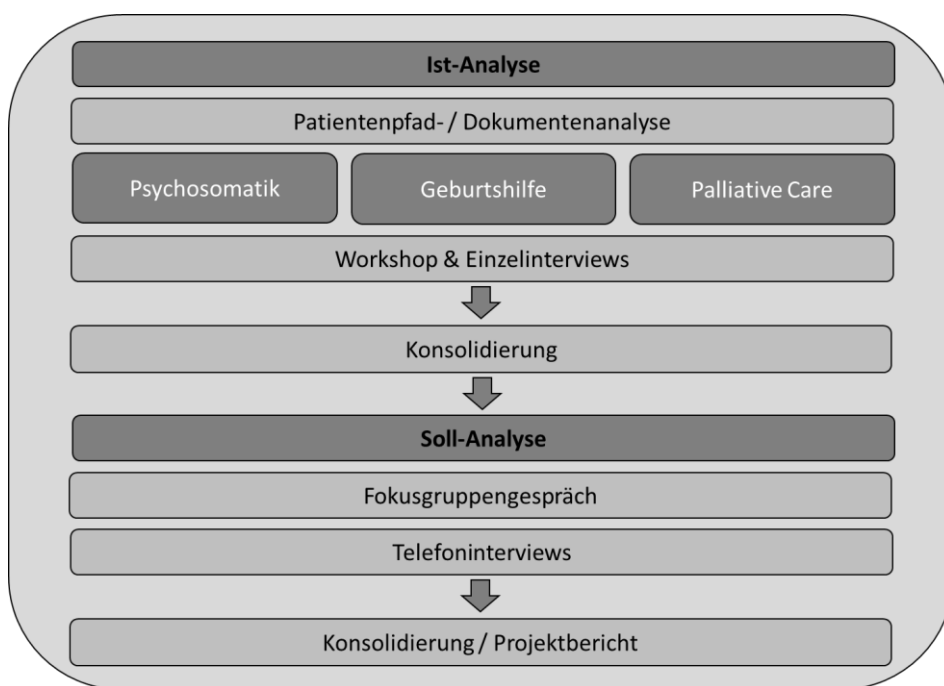 Ist-Analyse
Patientenpfad- / Dokumentenanalyse
Psychosomatik
Geburtshilfe
Palliative Care
Workshop & Einzelinterviews
Konsolidierung
Soll-Analyse
Fokusgruppengespräch
Telefoninterviews
Konsolidierung / Projektbericht